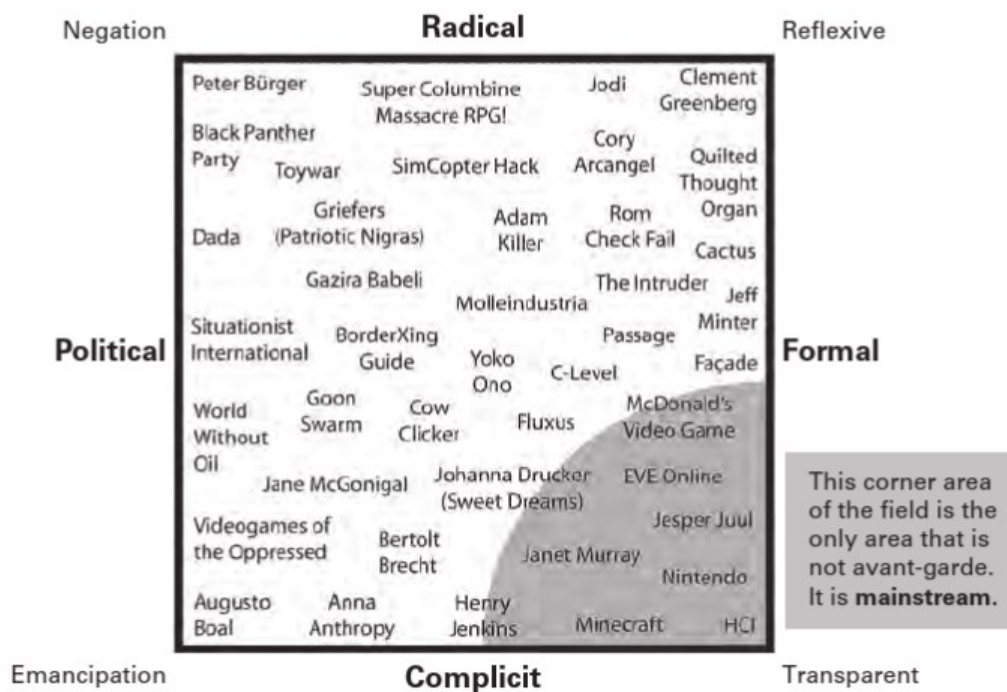 Negation
Radical
Reflexive
Peter Bürger
Super Columbine
Massacre RPG!
Jodi
Clement
Greenberg
Black Panther
Party
Toywar
SimCopter Hack
Cory
Arcangel
Quilted
Thought
Organ
Dada
Griefers
(Patriotic Nigras)
Adam
Killer
Rom
Check Fail
Cactus
Gazira Babeli
Molleindustria
The Intruder
Jeff
Minter
Political
Situationist
International
BorderXing
Guide
Yoko
Ono
C-Level
Passage
Façade
Formal
World
Without
Oil
Goon
Swarm
Cow
Clicker
Fluxus
McDonald's
Video Game
Jane McGonigal
Johanna Drucker
(Sweet Dreams)
EVE Online
Jesper Juul
Videogames of
the Oppressed
Bertolt
Brecht
Janet Murray
Nintendo
Augusto
Boal
Anna
Anthropy
Henry
Jenkins
Minecraft
HCI
This corner area
of the field is the
only area that is
not avant-garde.
It is mainstream.
Emancipation
Complicit
Transparent